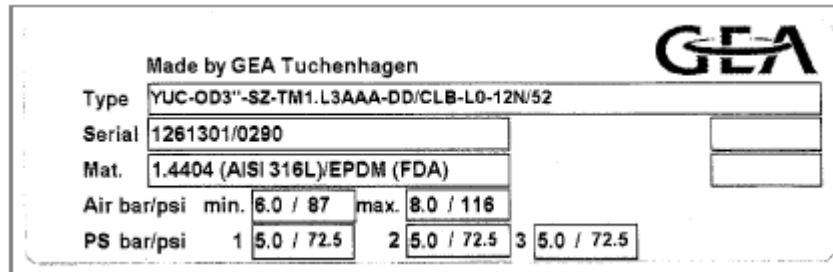 GEA
Made by GEA Tuchenhagen
Type YUC-OD3"-SZ-TM1.L3AAA-DD/CLB-L0-12N/52
Serial 1261301/0290
Mat. 1.4404 (AISI 316L)/EPDM (FDA)
Air bar/psi min. 6.0 / 87 max. 8.0 / 116
PS bar/psi 1 5.0 / 72.5 2 5.0 / 72.5 3 5.0 / 72.5